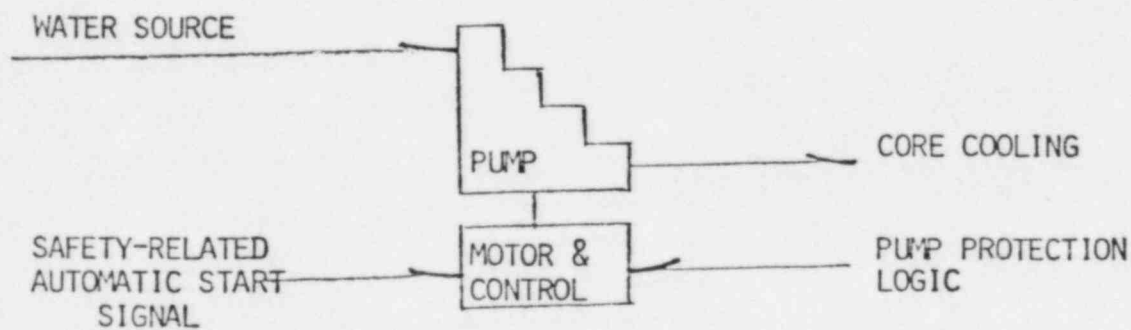 WATER SOURCE
PUMP
CORE COOLING
SAFETY-RELATED
AUTOMATIC START
SIGNAL
MOTOR &
CONTROL
PUMP PROTECTION
LOGIC